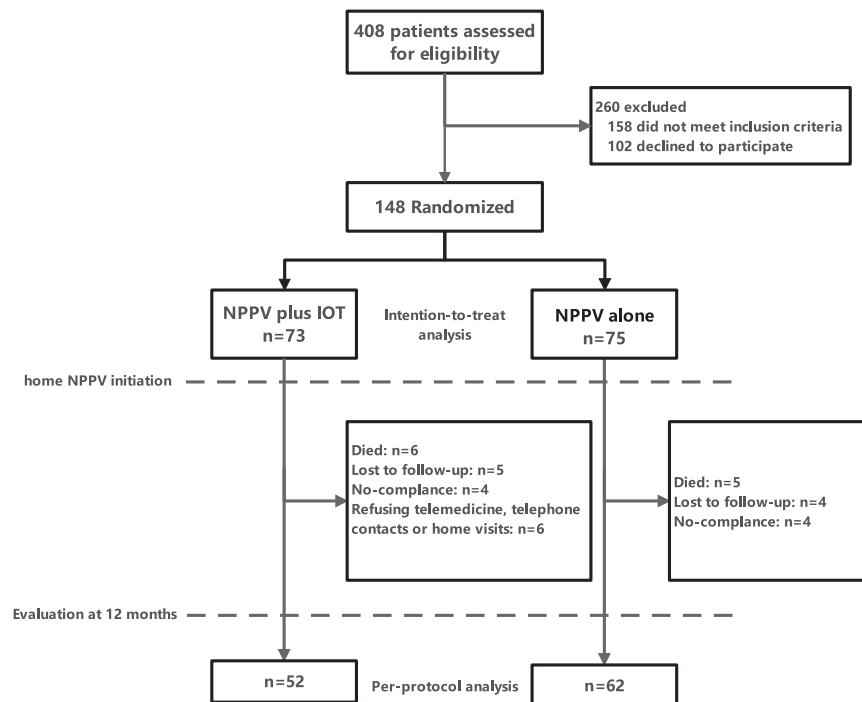 408 patients assessed
for eligibility
260 excluded
158 did not meet inclusion criteria
102 declined to participate
148 Randomized
NPPV plus IOT
n=73
Intention-to-treat
analysis
NPPV alone
n=75
home NPPV initiation
Died: n=6
Lost to follow-up: n=5
No-compliance: n=4
Refusing telemedicine, telephone
contacts or home visits: n=6
Died: n=5
Lost to follow-up: n=4
No-compliance: n=4
Evaluation at 12 months
n=52
Per-protocol analysis
n=62